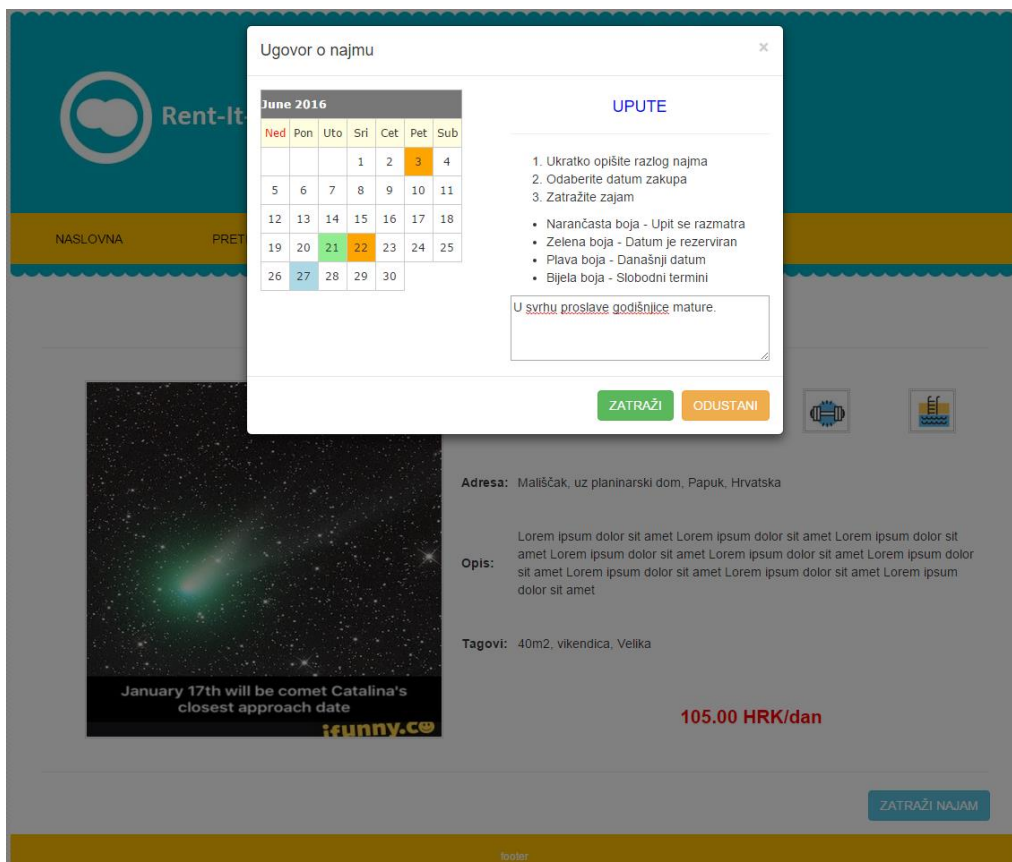 Ugovor o najmu ×
Rent-It-
NASLOVNA
June 2016
Ned Pon Uto Sri Cet Pet Sub
1 2 3 4
5 6 7 8 9 10 11
12 13 14 15 16 17 18
19 20 21 22 23 24 25
26 27 28 29 30
UPUTE
1. Ukratko opišite razlog najma
2. Odaberite datum zakupa
3. Zatražite zajam
• Narančasta boja - Upit se razmatra
• Zelena boja - Datum je rezerviran
• Plava boja - Današnji datum
• Bijela boja - Slobodni termini
U svrhu proslave godišnjice mature.
ZATRAŽI ODUSTANI
January 17th will be comet Catalina's
closest approach date
ifunny.co
Adresa: Mališčak, uz planinarski dom, Papuk, Hrvatska
Opis: Lorem ipsum dolor sit amet Lorem ipsum dolor sit amet Lorem ipsum dolor sit
amet Lorem ipsum dolor sit amet Lorem ipsum dolor sit amet Lorem ipsum dolor
sit amet Lorem ipsum dolor sit amet Lorem ipsum dolor sit amet Lorem ipsum
dolor sit amet
Tagovi: 40m2, vikendica, Velika
105.00 HRK/dan
ZATRAŽI NAJAM
footer